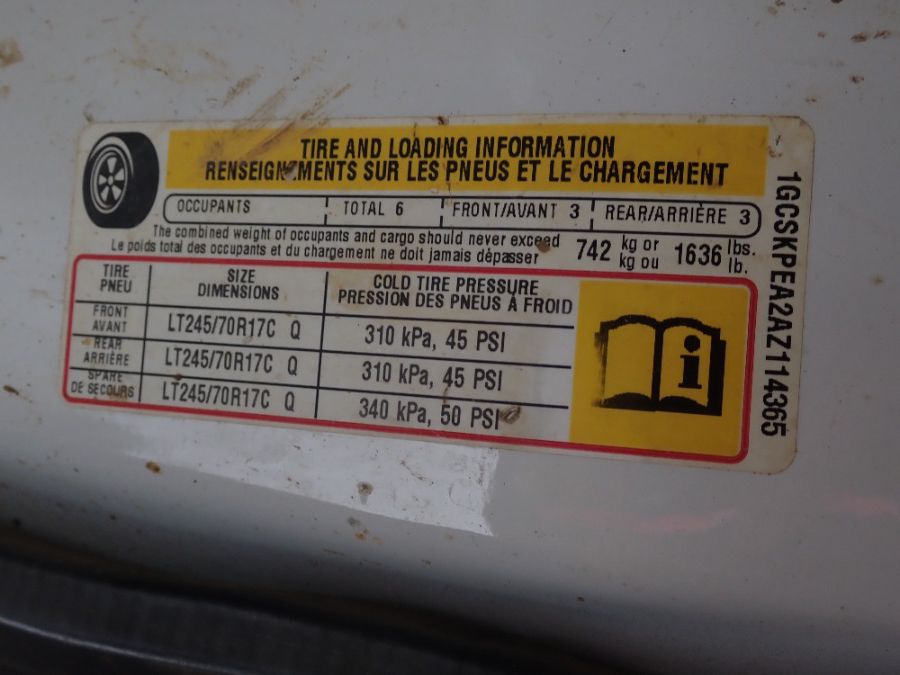 TIRE AND LOADING INFORMATION
RENSEIGNEMENTS SUR LES PNEUS ET LE CHARGEMENT
OCCUPANTS TOTAL 6 FRONT/AVANT 3 REAR/ARRIÈRE 3
The combined weight of occupants and cargo should never exceed 742 kg or 1636 lbs.
Le poids total des occupants et du chargement ne doit jamais dépasser kg ou lb.
TIRE SIZE COLD TIRE PRESSURE
PNEU DIMENSIONS PRESSION DES PNEUS À FROID
FRONT
AVANT LT245/70R17C Q 310 kPa, 45 PSI
REAR
ARRIÈRE LT245/70R17C Q 310 kPa, 45 PSI
SPARE
DE SECOURS LT245/70R17C Q 340 kPa, 50 PSI
1GCSKPEA2AZ114365